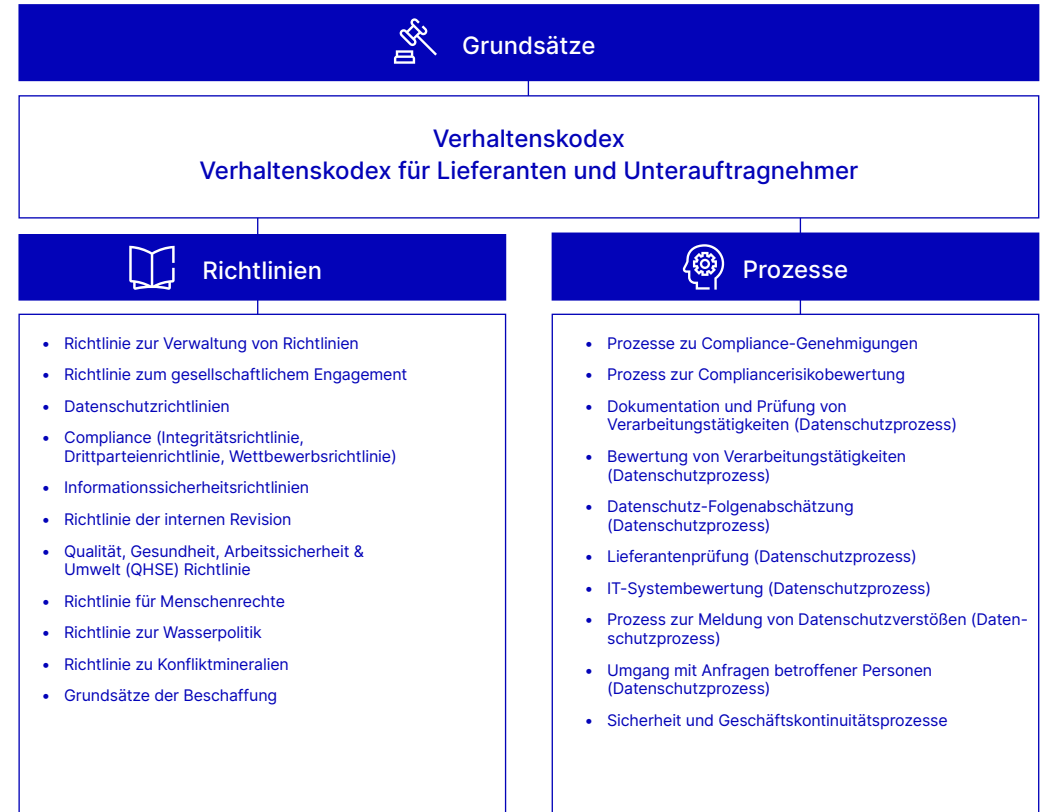 Grundsätze
Verhaltenskodex
Verhaltenskodex für Lieferanten und Unterauftragnehmer
Richtlinien
• Richtlinie zur Verwaltung von Richtlinien
• Richtlinie zum gesellschaftlichem Engagement
• Datenschutzrichtlinien
• Compliance (Integritätsrichtlinie,
Drittparteienrichtlinie, Wettbewerbsrichtlinie)
• Informationssicherheitsrichtlinien
• Richtlinie der internen Revision
• Qualität, Gesundheit, Arbeitssicherheit &
Umwelt (QHSE) Richtlinie
• Richtlinie für Menschenrechte
• Richtlinie zur Wasserpolitik
• Richtlinie zu Konfliktmineralien
• Grundsätze der Beschaffung
Prozesse
• Prozesse zu Compliance-Genehmigungen
• Prozess zur Compliancerisikobewertung
• Dokumentation und Prüfung von
Verarbeitungstätigkeiten (Datenschutzprozess)
• Bewertung von Verarbeitungstätigkeiten
(Datenschutzprozess)
• Datenschutz-Folgenabschätzung
(Datenschutzprozess)
• Lieferantenprüfung (Datenschutzprozess)
• IT-Systembewertung (Datenschutzprozess)
• Prozess zur Meldung von Datenschutzverstößen (Daten-
schutzprozess)
• Umgang mit Anfragen betroffener Personen
(Datenschutzprozess)
• Sicherheit und Geschäftskontinuitätsprozesse